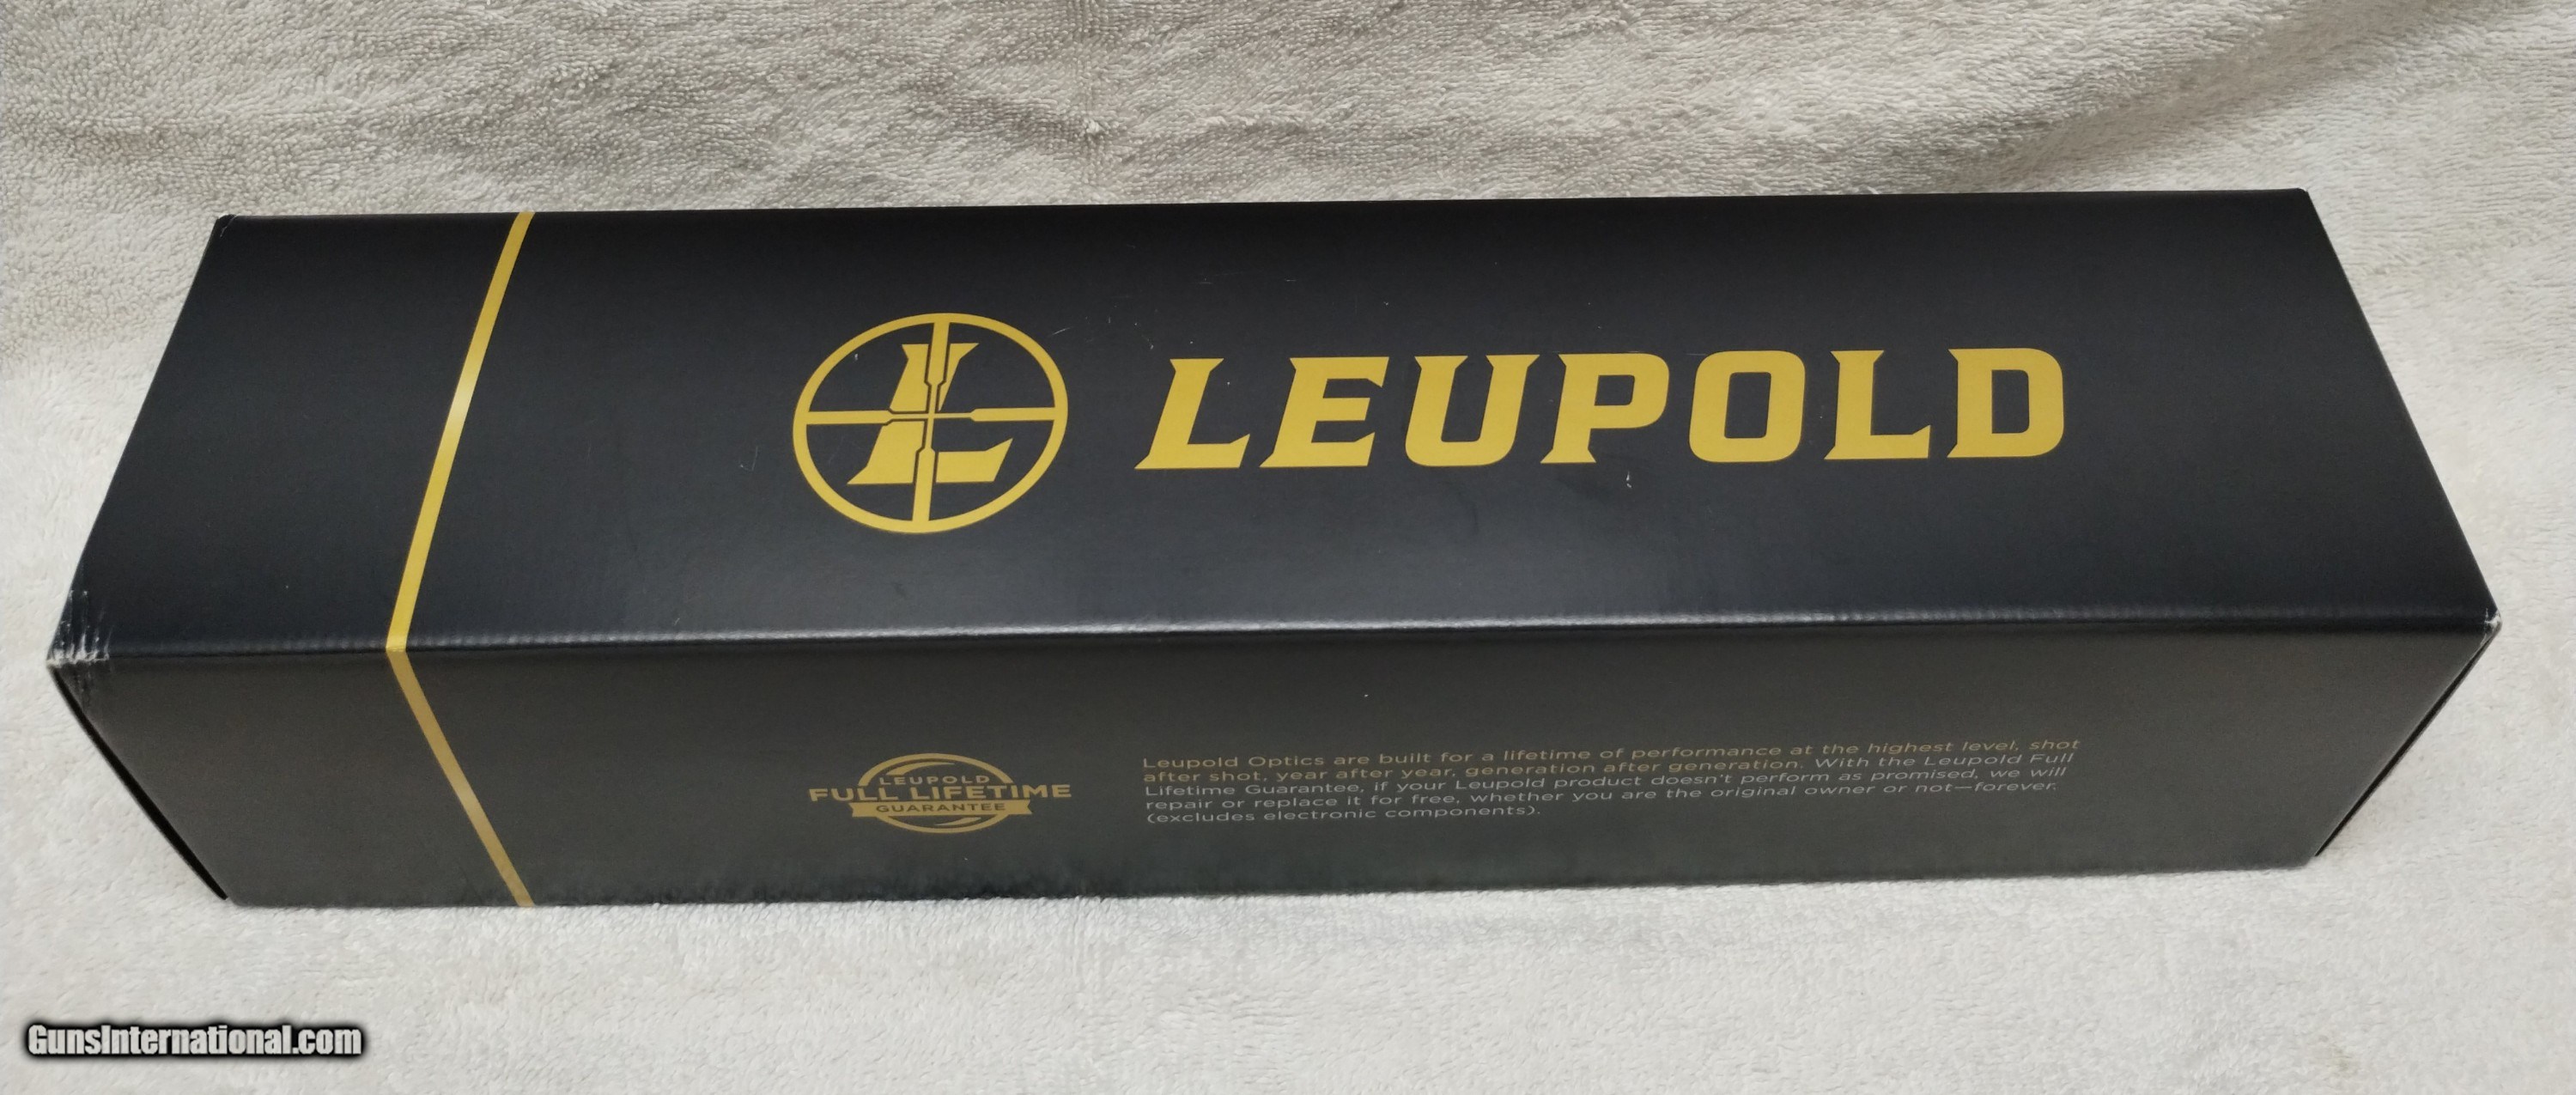 LEUPOLD
LEUPOLD
FULL LIFETIME
GUARANTEE
Leupold Optics are built for a lifetime of performance at the highest level, shot
after shot, year after year, generation after generation. With the Leupold Full
Lifetime Guarantee, if your Leupold product doesn't perform as promised, we will
repair or replace it for free, whether you are the original owner or not—forever.
(excludes electronic components).
GunsInternational.com